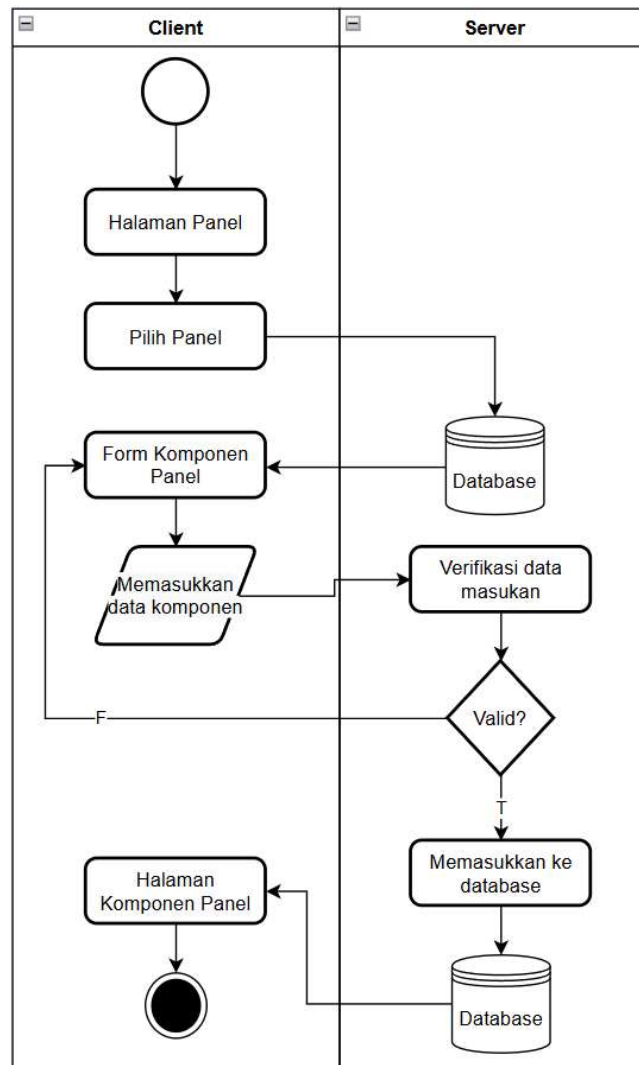 Client
Server
Halaman Panel
Pilih Panel
Form Komponen
Panel
Database
Memasukkan
data komponen
Verifikasi data
masukan
Valid?
F
T
Memasukkan ke
database
Halaman
Komponen Panel
Database